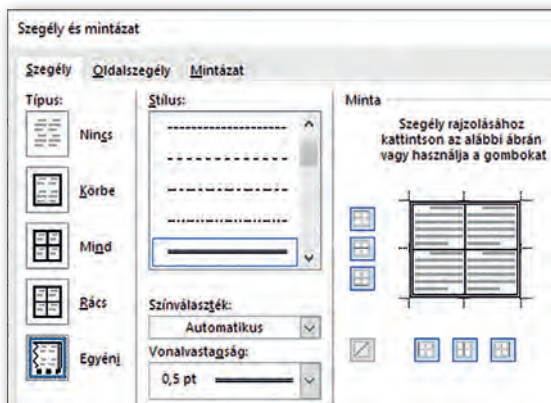 Szegély és mintázat
Szegély Oldalszegély Mintázat
Típus:
Nincs
Körbe
Mind
Rács
Egyéni
Stílus:
Színválaszték:
Automatikus
Vonalvastagság:
0,5 pt
Minta
Szegély rajzolásához
kattintson az alábbi ábrán
vagy használja a gombokat